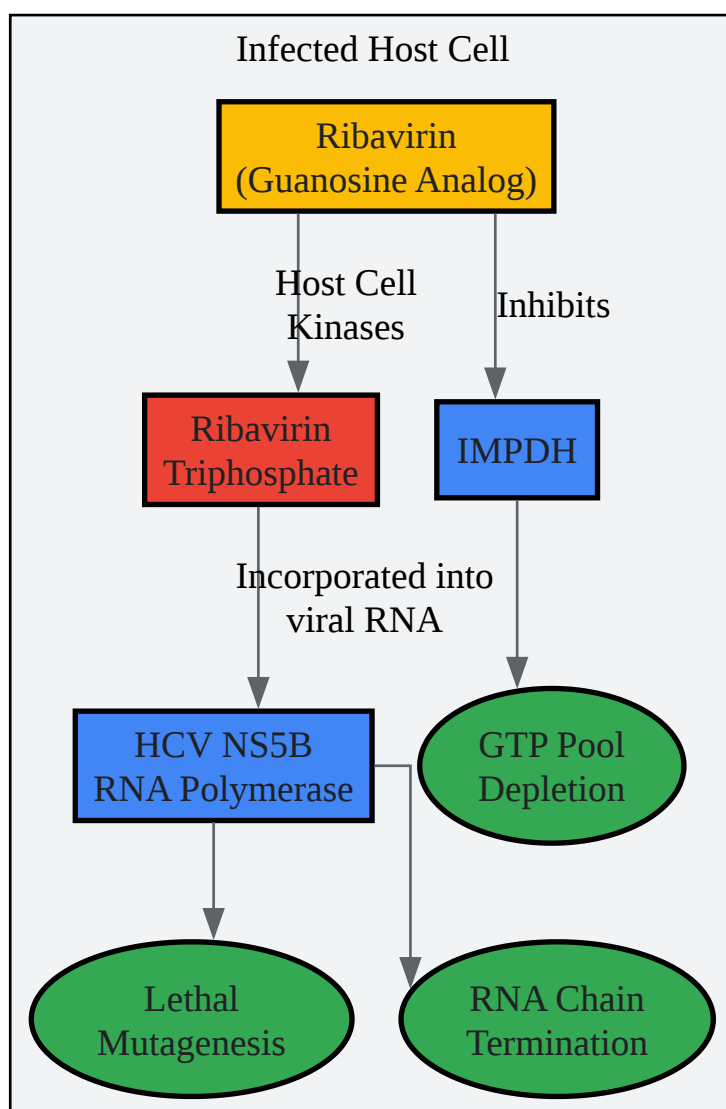 Infected Host Cell
Ribavirin
(Guanosine Analog)
Host Cell
Kinases
Inhibits
Ribavirin
Triphosphate
IMPDH
Incorporated into
viral RNA
HCV NS5B
RNA Polymerase
GTP Pool
Depletion
Lethal
Mutagenesis
RNA Chain
Termination